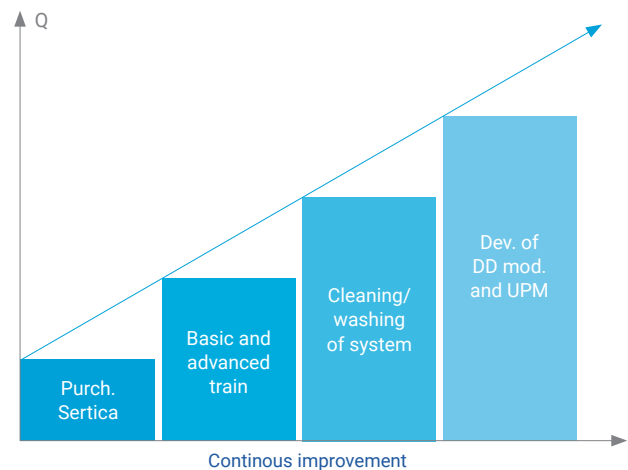 Q
Purch.
Sertica
Basic and
advanced
train
Cleaning/
washing
of system
Dev. of
DD mod.
and UPM
Continous improvement